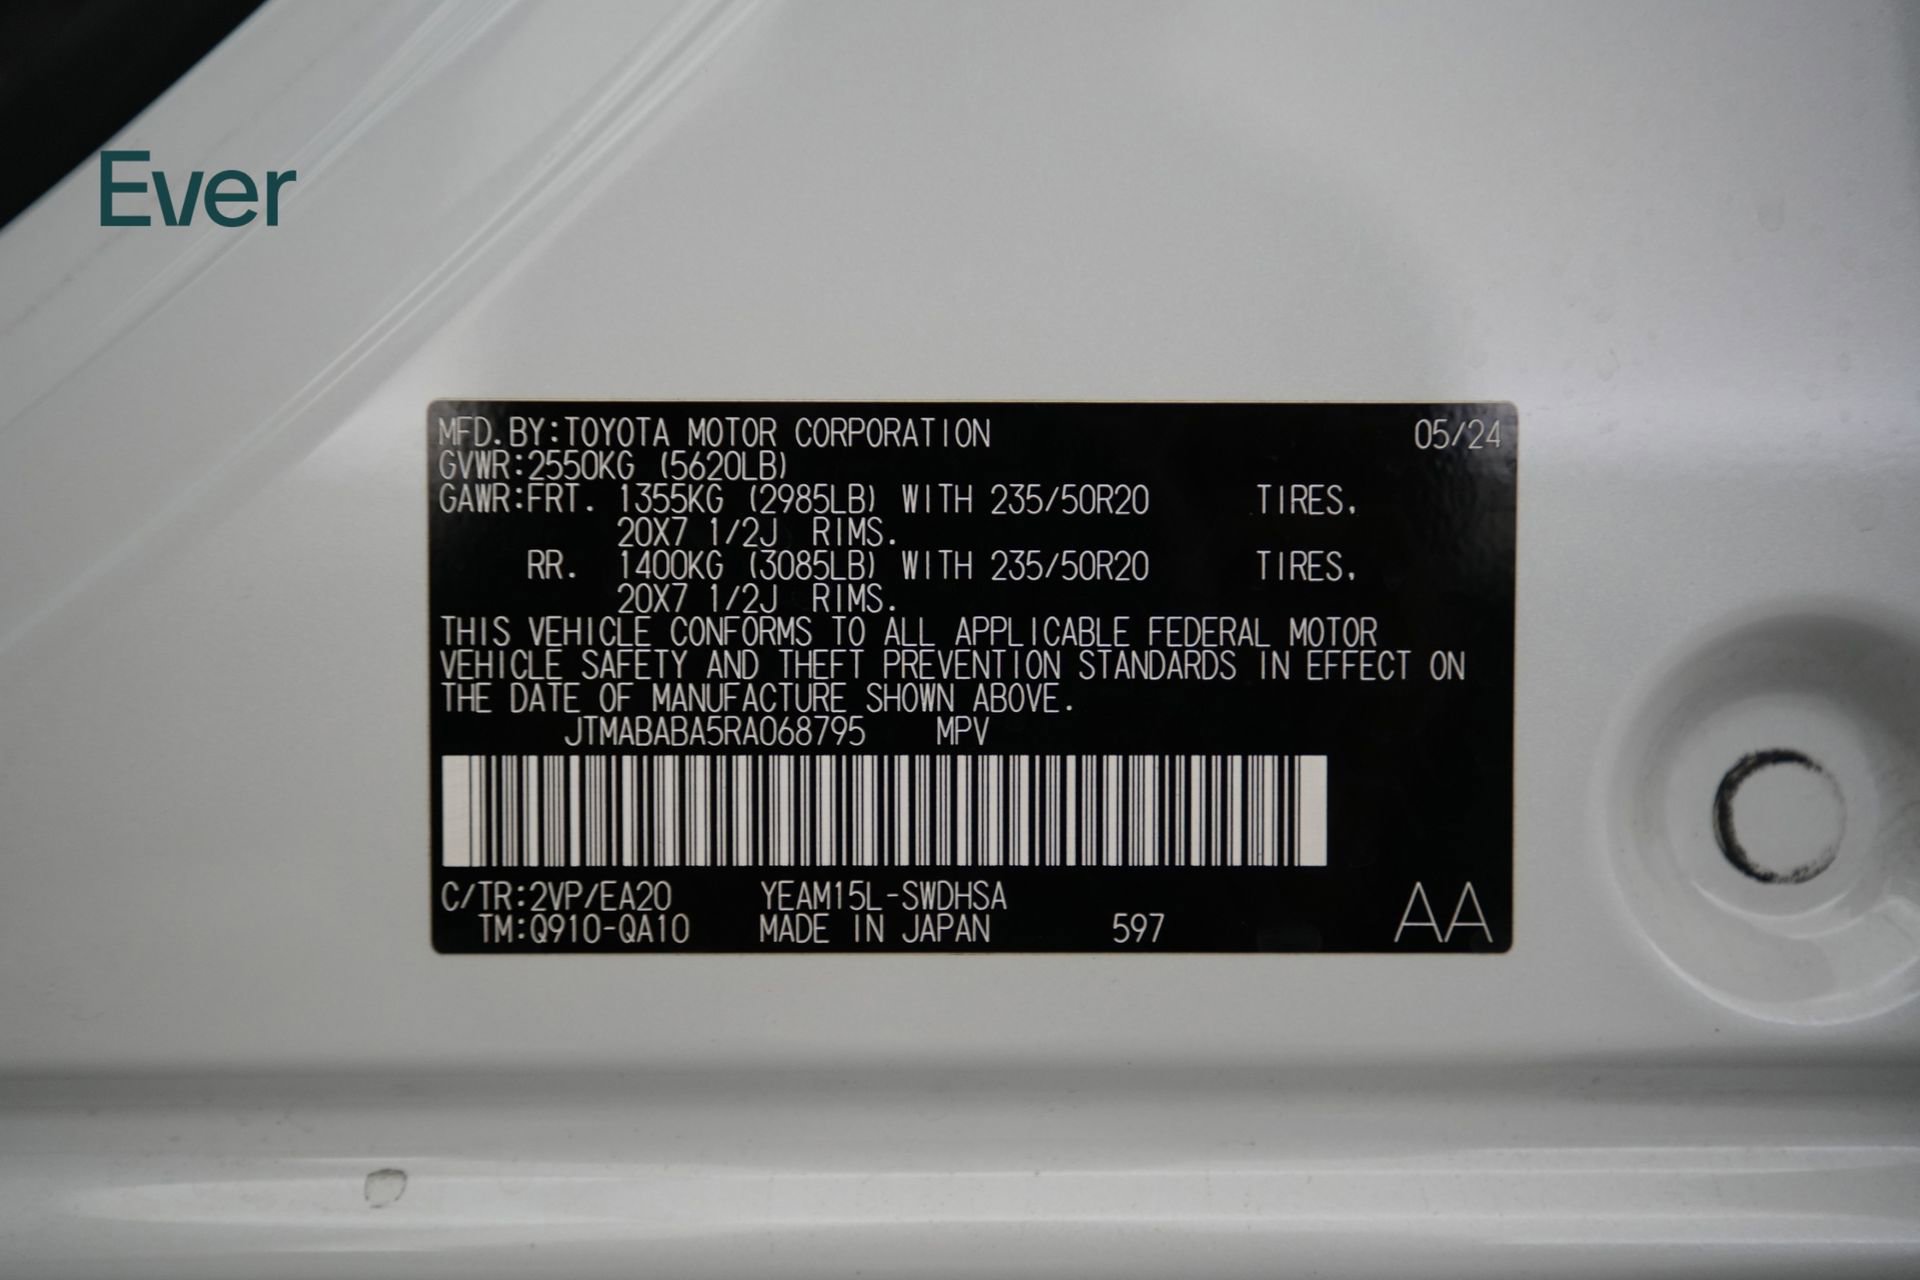 Ever
MFD.BY:TOYOTA MOTOR CORPORATION 05/24
GVWR:2550KG (5620LB)
GAWR:FRT. 1355KG (2985LB) WITH 235/50R20 TIRES,
20X7 1/2J RIMS.
RR. 1400KG (3085LB) WITH 235/50R20 TIRES,
20X7 1/2J RIMS.
THIS VEHICLE CONFORMS TO ALL APPLICABLE FEDERAL MOTOR
VEHICLE SAFETY AND THEFT PREVENTION STANDARDS IN EFFECT ON
THE DATE OF MANUFACTURE SHOWN ABOVE.
JTMABABA5RA068795 MPV
C/TR:2VP/EA20 YEAM15L-SWDHSA
TM:Q910-QA10 MADE IN JAPAN 597 AA